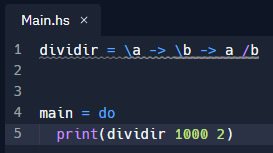 Main.hs ×
1 dividir = \a -> \b -> a /b
2
3
4 main = do
5   print(dividir 1000 2)